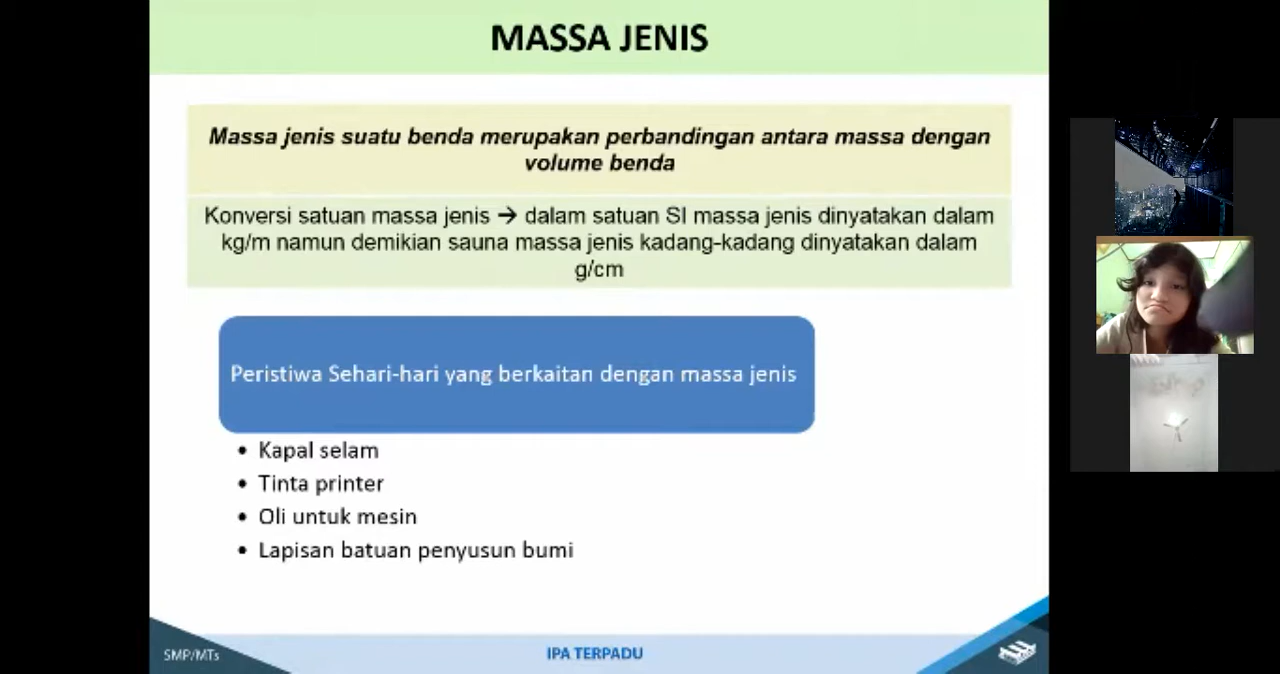 MASSA JENIS
Massa jenis suatu benda merupakan perbandingan antara massa dengan
volume benda
Konversi satuan massa jenis → dalam satuan SI massa jenis dinyatakan dalam
kg/m namun demikian sauna massa jenis kadang-kadang dinyatakan dalam
g/cm
Peristiwa Sehari-hari yang berkaitan dengan massa jenis
• Kapal selam
• Tinta printer
• Oli untuk mesin
• Lapisan batuan penyusun bumi
SMP/MTs
IPA TERPADU